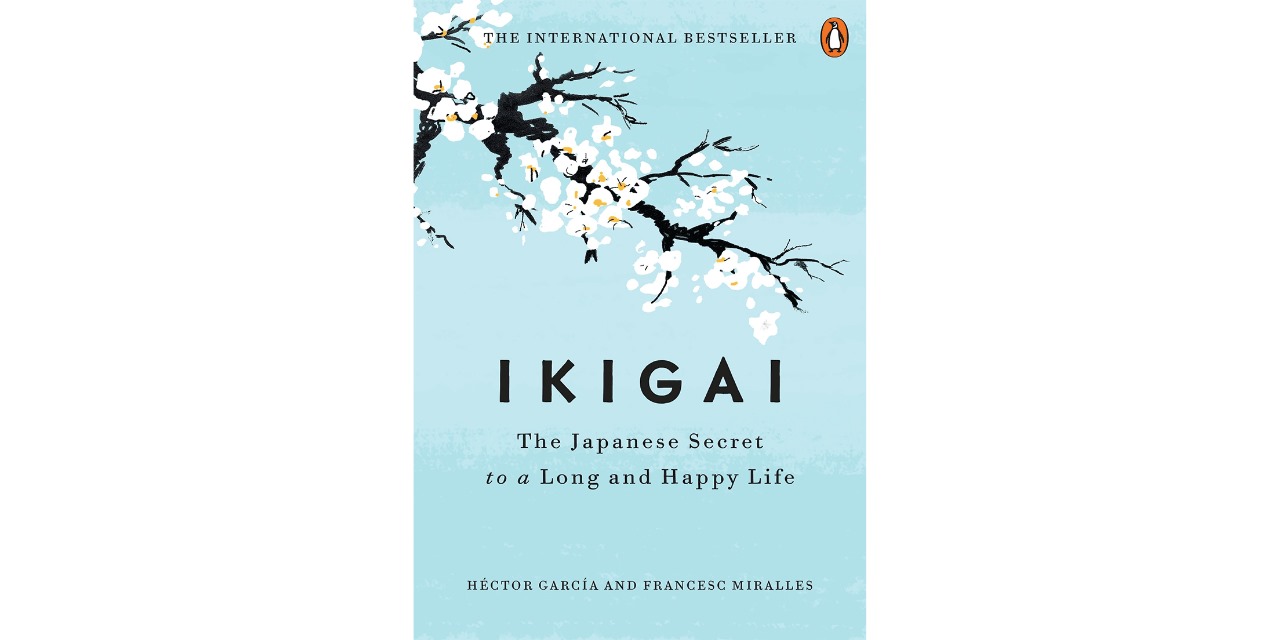 THE INTERNATIONAL BESTSELLER
IKIGAI
The Japanese Secret
to a Long and Happy Life
HÉCTOR GARCÍA AND FRANCESC MIRALLES